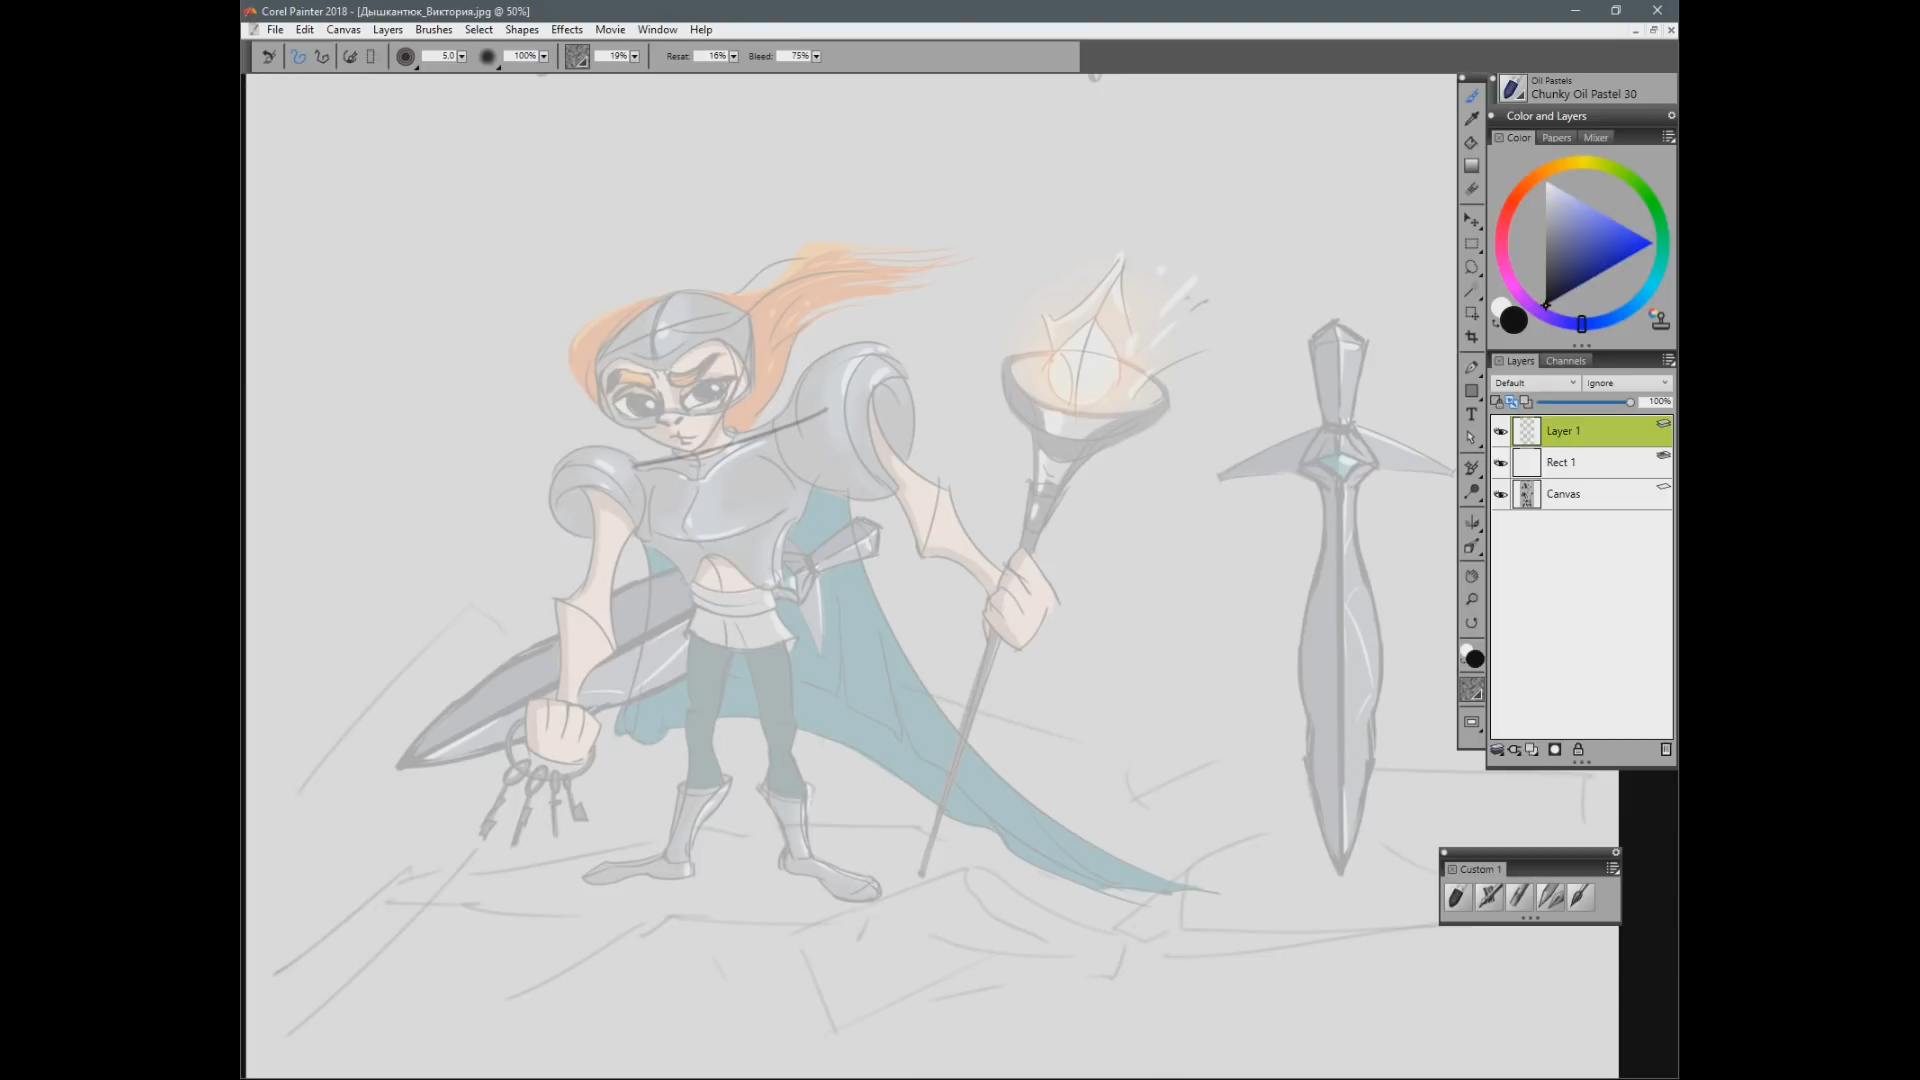 Corel Painter 2018 - [Дышкантюк_Виктория.jpg @ 50%]
File Edit Canvas Layers Brushes Select Shapes Effects Movie Window Help
5.0 100% 19% Resat: 16% Bleed: 75%
Oil Pastels
Chunky Oil Pastel 30
Color and Layers
Color Papers Mixer
Layers Channels
Default Ignore
100%
Layer 1
Rect 1
Canvas
Custom 1